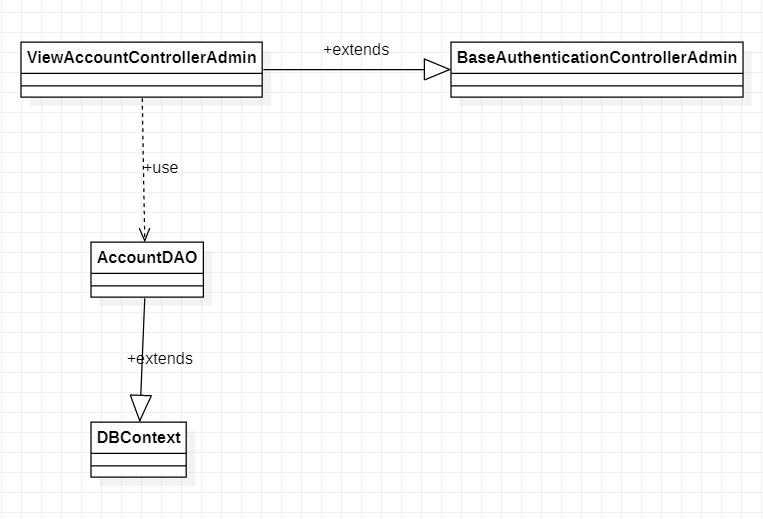 +extends
ViewAccountControllerAdmin
BaseAuthenticationControllerAdmin
+use
AccountDAO
+extends
DBContext